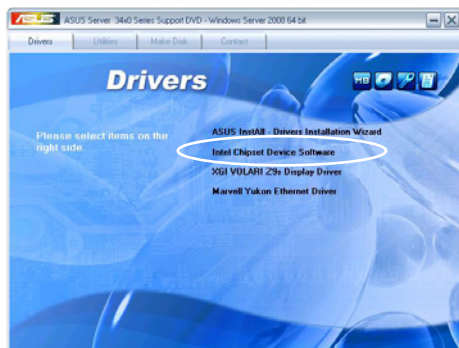 ASUS
ASUS Server 34x0 Series Support DVD - Windows Server 2008 64 bit
Drivers
Utilities
Make Disk
Contact
Drivers
MB
Please select items on the
right side.
ASUS InstAll - Drivers Installation Wizard
Intel Chipset Device Software
XGI VOLARI Z9s Display Driver
Marvell Yukon Ethernet Driver